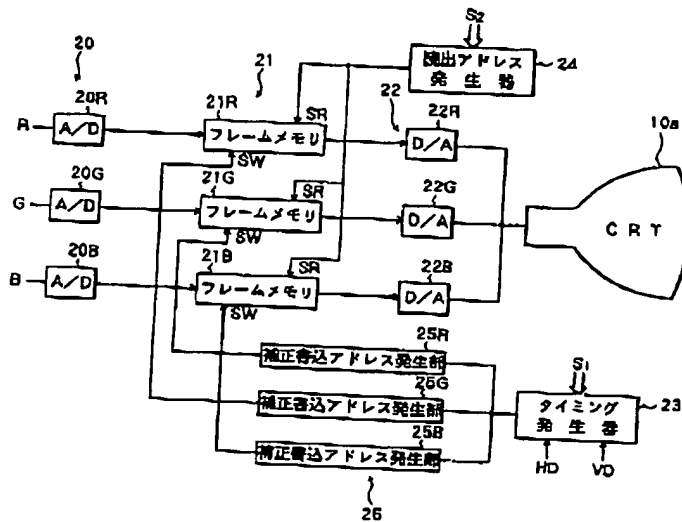 S2
20
21
読出アドレス
発生器
24
20R
21R
SR
22
22R
R
A/D
フレームメモリ
D/A
10a
SW
20G
21G
SR
22G
G
A/D
フレームメモリ
D/A
CRT
SW
20B
21B
SR
22B
B
A/D
フレームメモリ
D/A
SW
25R
補正書込アドレス発生部
S1
25G
補正書込アドレス発生部
タイミング
発生器
23
25B
補正書込アドレス発生部
HD
VD
26